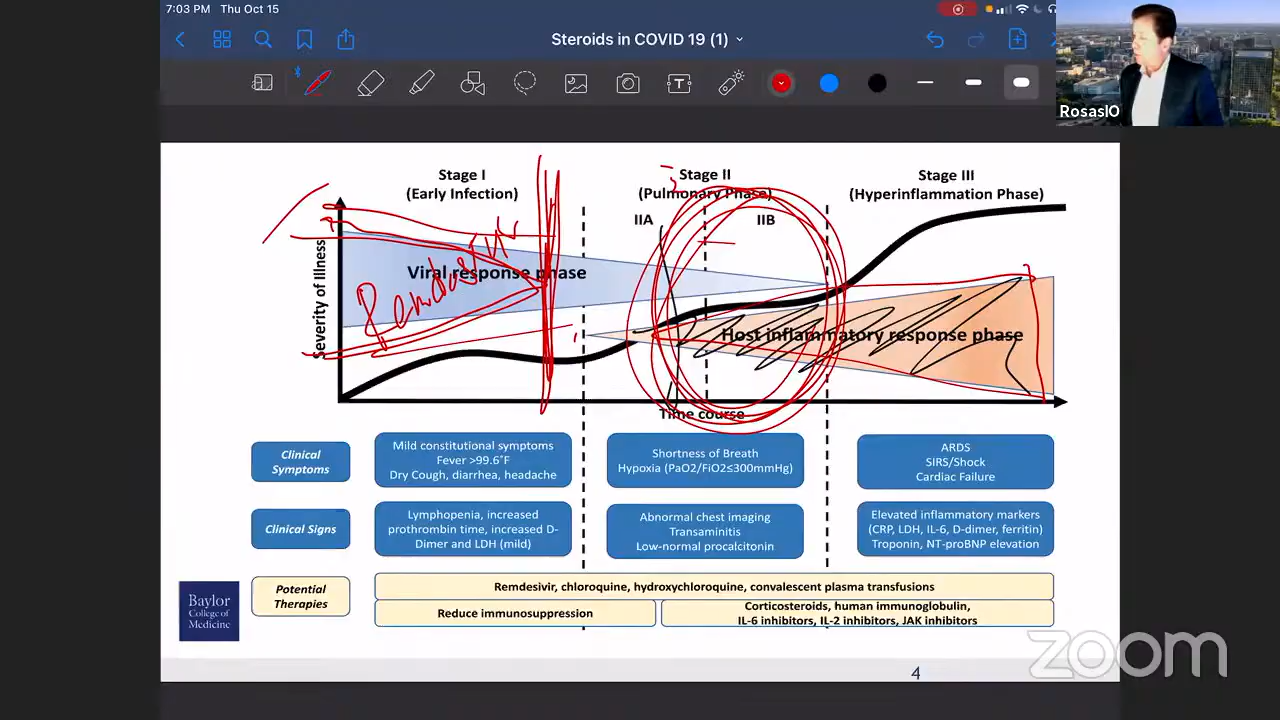 7:03 PM Thu Oct 15
Steroids in COVID 19 (1)
T
RosasIO
Stage I
(Early Infection)
Stage II
(Pulmonary Phase)
Stage III
(Hyperinflammation Phase)
IIA
IIB
Severity of Illness
Viral response phase
Host inflammatory response phase
Time course
Clinical
Symptoms
Mild constitutional symptoms
Fever >99.6°F
Dry Cough, diarrhea, headache
Shortness of Breath
Hypoxia (PaO2/FiO2≤300mmHg)
ARDS
SIRS/Shock
Cardiac Failure
Clinical Signs
Lymphopenia, increased
prothrombin time, increased D-
Dimer and LDH (mild)
Abnormal chest imaging
Transaminitis
Low-normal procalcitonin
Elevated inflammatory markers
(CRP, LDH, IL-6, D-dimer, ferritin)
Troponin, NT-proBNP elevation
Potential
Therapies
Remdesivir, chloroquine, hydroxychloroquine, convalescent plasma transfusions
Reduce immunosuppression
Corticosteroids, human immunoglobulin,
IL-6 inhibitors, IL-2 inhibitors, JAK inhibitors
Baylor
College of
Medicine
zoom
4